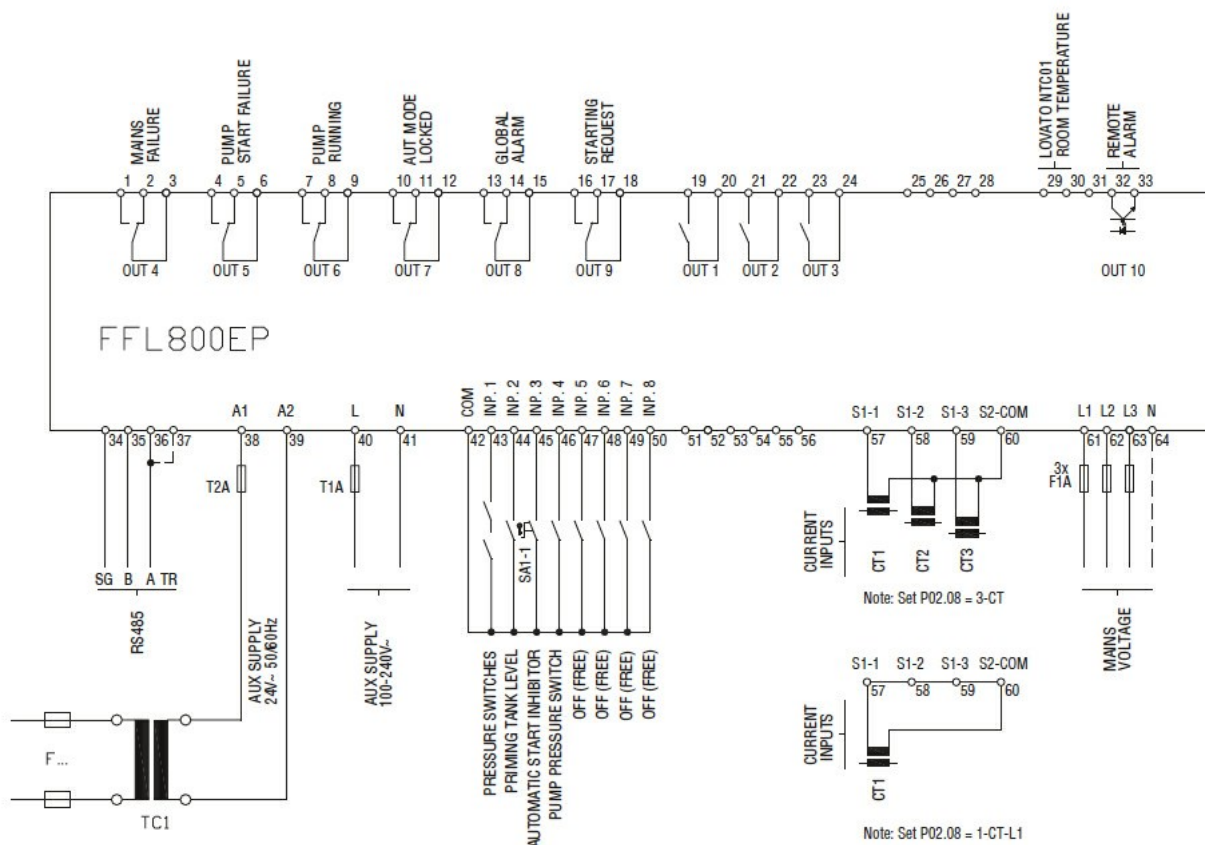 MAINS FAILURE
PUMP START FAILURE
PUMP RUNNING
AUT MODE LOCKED
GLOBAL ALARM
STARTING REQUEST
LOVATO NTC01 ROOM TEMPERATURE
REMOTE ALARM
1 2 3 4 5 6 7 8 9 10 11 12 13 14 15 16 17 18 19 20 21 22 23 24 25 26 27 28 29 30 31 32 33
OUT 4 OUT 5 OUT 6 OUT 7 OUT 8 OUT 9 OUT 1 OUT 2 OUT 3 OUT 10
FFL800EP
A1 A2 L N COM INP. 1 INP. 2 INP. 3 INP. 4 INP. 5 INP. 6 INP. 7 INP. 8 S1-1 S1-2 S1-3 S2-COM L1 L2 L3 N
34 35 36 37 38 39 40 41 42 43 44 45 46 47 48 49 50 51 52 53 54 55 56 57 58 59 60 61 62 63 64
T2A T1A
3x
F1A
SA1-1
SG B A TR
RS485
AUX SUPPLY
24V~ 50/60Hz
AUX SUPPLY
100-240V~
PRESSURE SWITCHES
PRIMING TANK LEVEL
AUTOMATIC START INHIBITOR
PUMP PRESSURE SWITCH
OFF (FREE)
OFF (FREE)
OFF (FREE)
OFF (FREE)
CURRENT
INPUTS
CT1 CT2 CT3
Note: Set P02.08 = 3-CT
MAINS
VOLTAGE
S1-1 S1-2 S1-3 S2-COM
57 58 59 60
CURRENT
INPUTS
CT1
Note: Set P02.08 = 1-CT-L1
F...
TC1